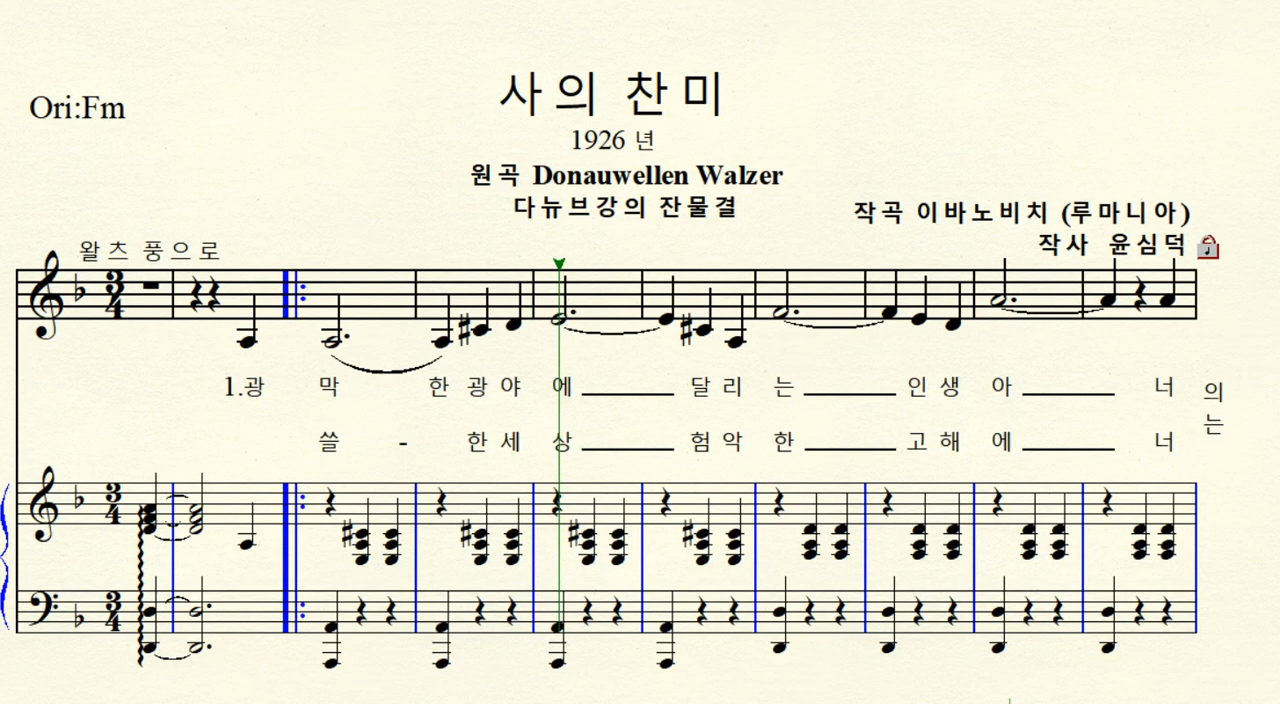 사의 찬미
Ori:Fm
1926 년
원곡 Donauwellen Walzer
다뉴브강의 잔물결
작곡 이바노비치 (루마니아)
작사 윤심덕
왈츠 풍으로
1.광 막 한 광 야 에 달 리 는 인 생 아 너 의
쓸 - 한 세 상 험 악 한 고 해 에 너 는